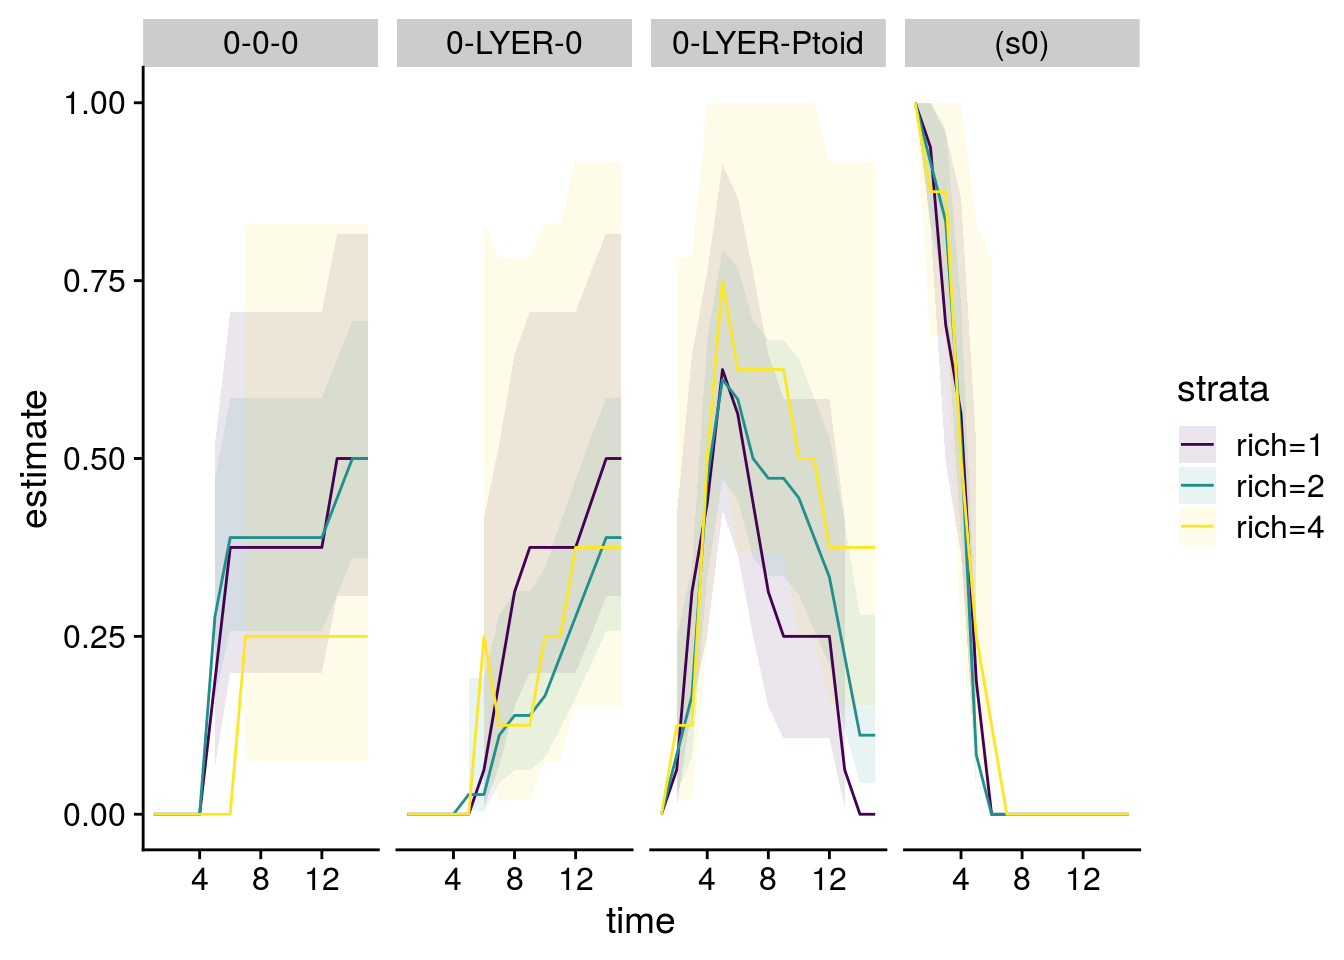 0-0-0 0-LYER-0 0-LYER-Ptoid (s0)
1.00
0.75
0.50
0.25
0.00
estimate
4 8 12 4 8 12 4 8 12 4 8 12
time
strata
rich=1
rich=2
rich=4